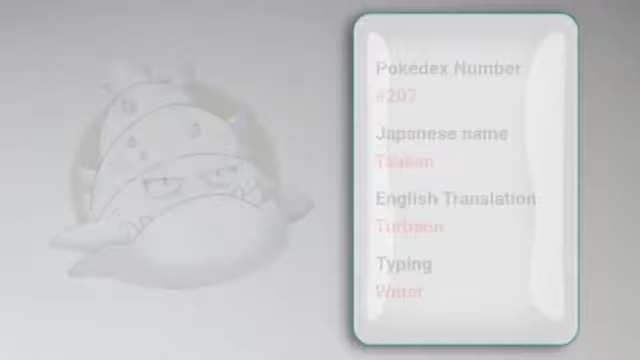 Pokedex Number
#207
Japanese name
English Translation
Typing
Water